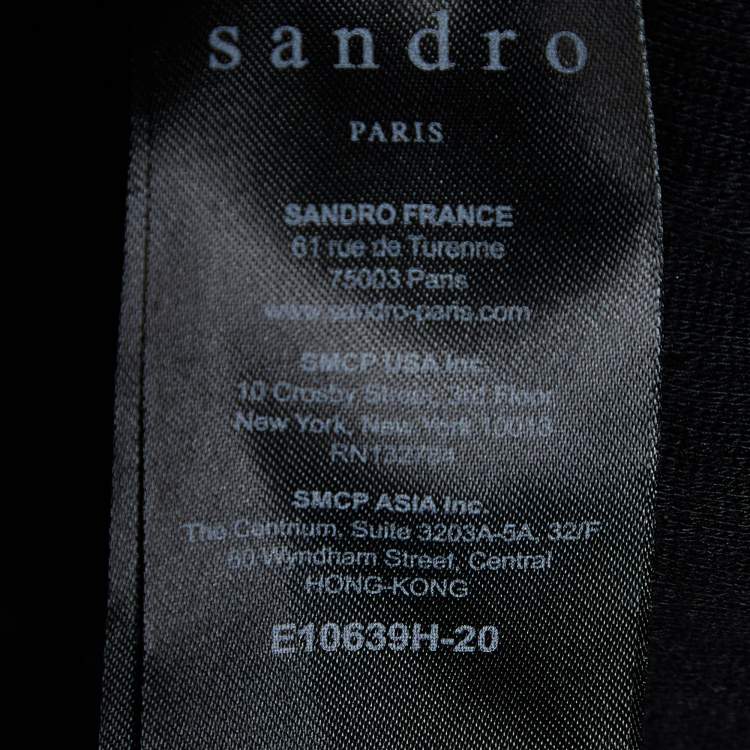 sandro
PARIS
SANDRO FRANCE
61 rue de Turenne
75003 Paris
www.sandro-paris.com
SMCP USA Inc.
10 Crosby Street, 3rd Floor
New York, New York 10013
SMCP ASIA Inc.
The Centrium, Suite 3203A-5A, 32/F
60 Wyndham Street, Central
HONG-KONG
E10639H-20